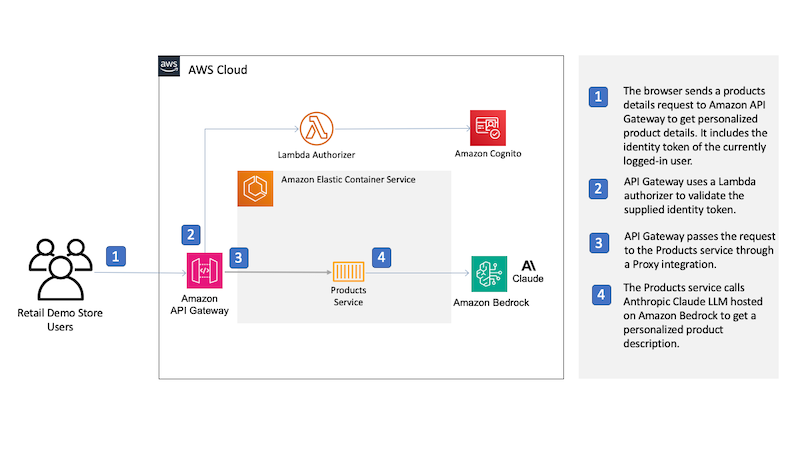 aws
AWS Cloud
Lambda Authorizer
Amazon Cognito
Amazon Elastic Container Service
1
2
3
4
Retail Demo Store
Users
Amazon
API Gateway
Products
Service
Amazon Bedrock
A\
Claude
1
The browser sends a products
details request to Amazon API
Gateway to get personalized
product details. It includes the
identity token of the currently
logged-in user.
2
API Gateway uses a Lambda
authorizer to validate the
supplied identity token.
3
API Gateway passes the request
to the Products service through
a Proxy integration.
4
The Products service calls
Anthropic Claude LLM hosted
on Amazon Bedrock to get a
personalized product
description.